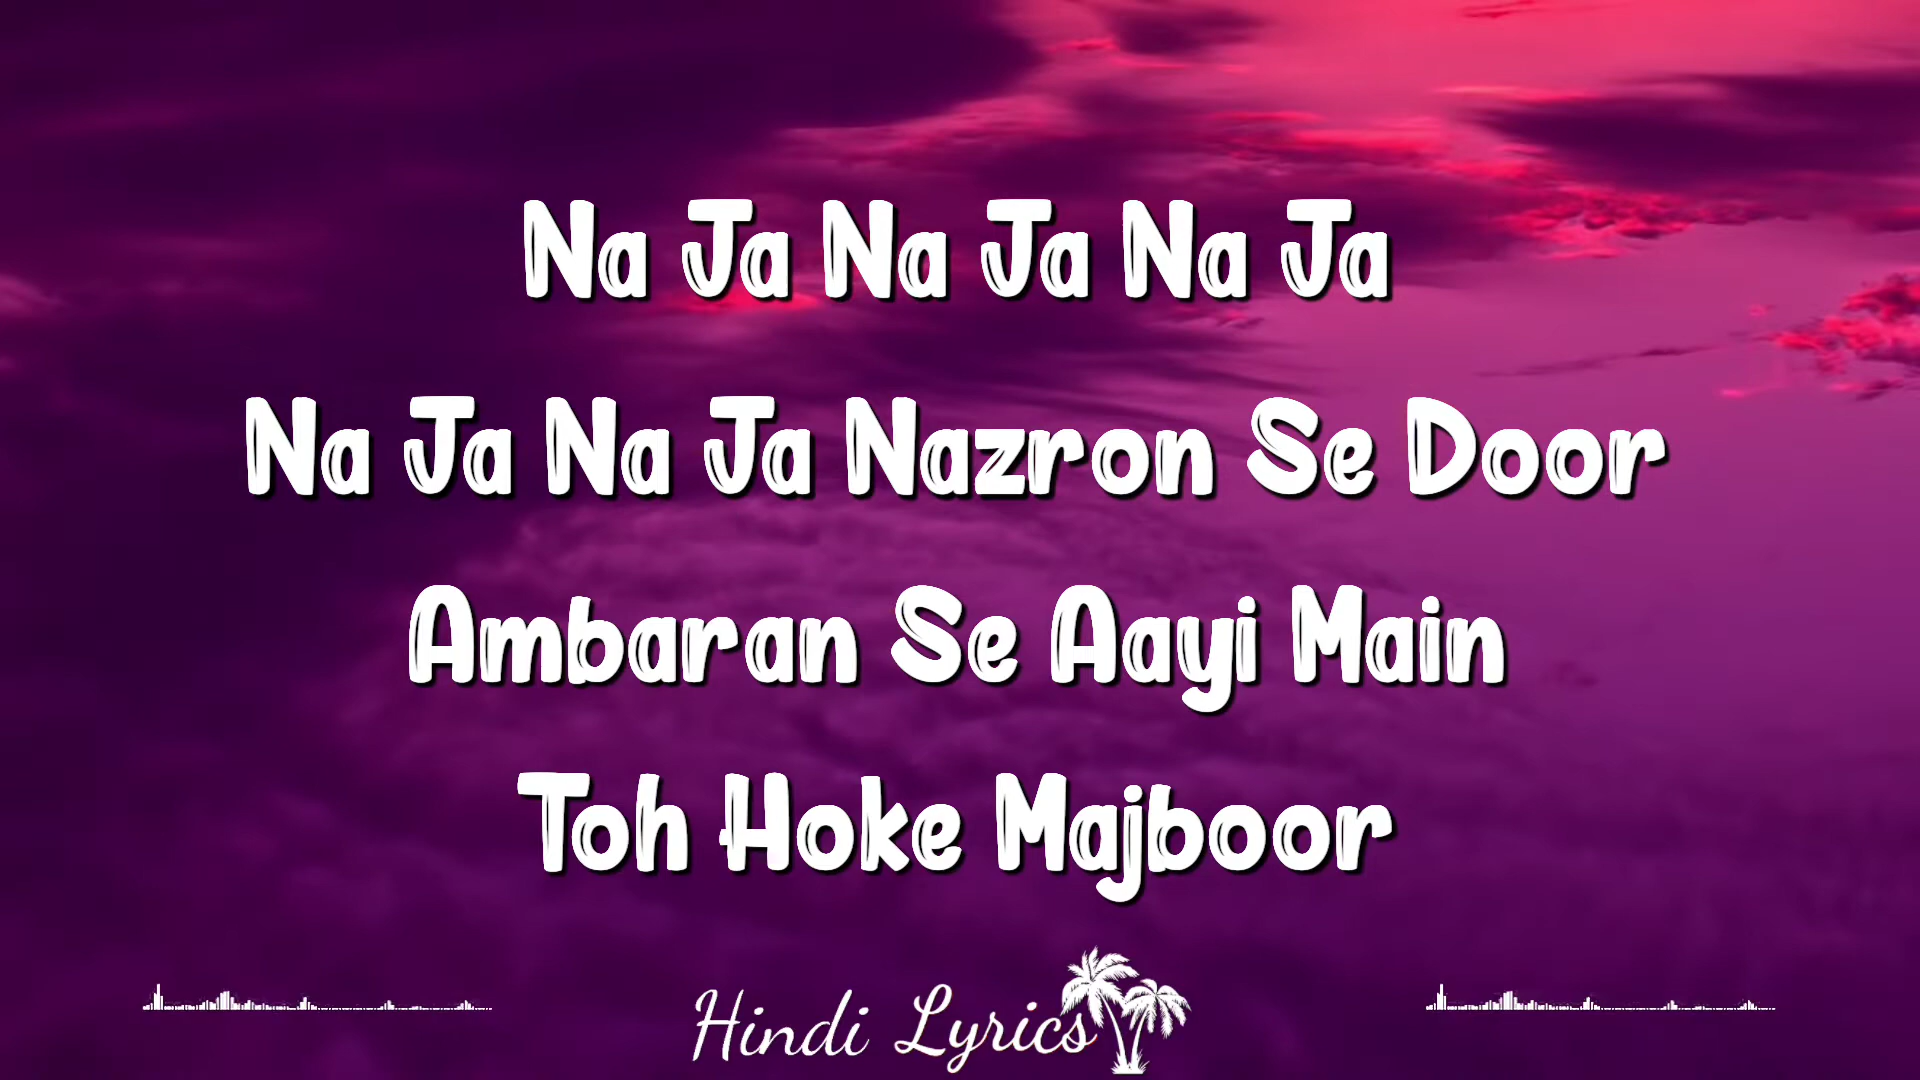 Na Ja Na Ja Na Ja
Na Ja Na Ja Nazron Se Door
Ambaran Se Aayi Main
Toh Hoke Majboor
Hindi Lyrics